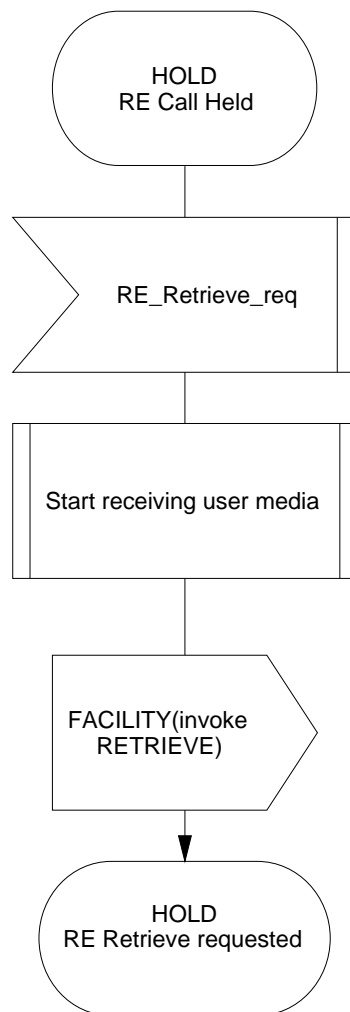 HOLD
RE Call Held
RE_Retrieve_req
Start receiving user media
FACILITY(invoke
RETRIEVE)
HOLD
RE Retrieve requested